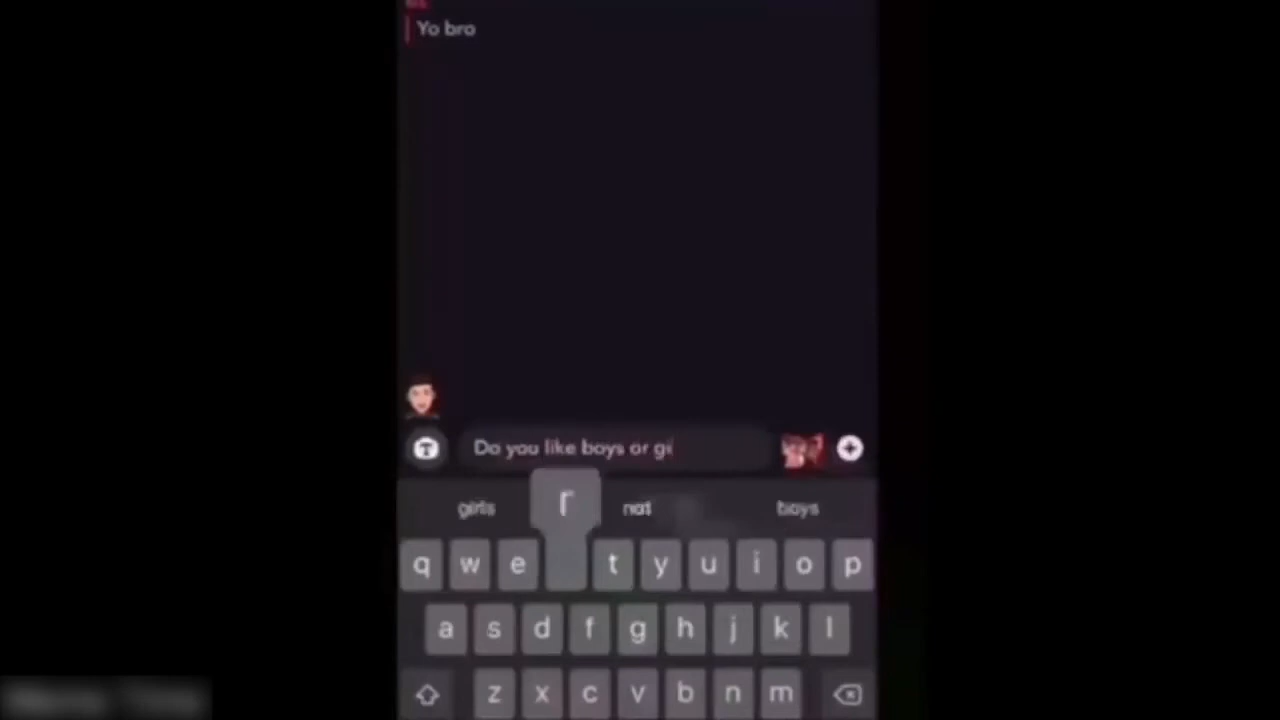 Yo bro
Do you like boys or gi
girls not boys
r
q w e t y u i o p
a s d f g h j k l
z x c v b n m